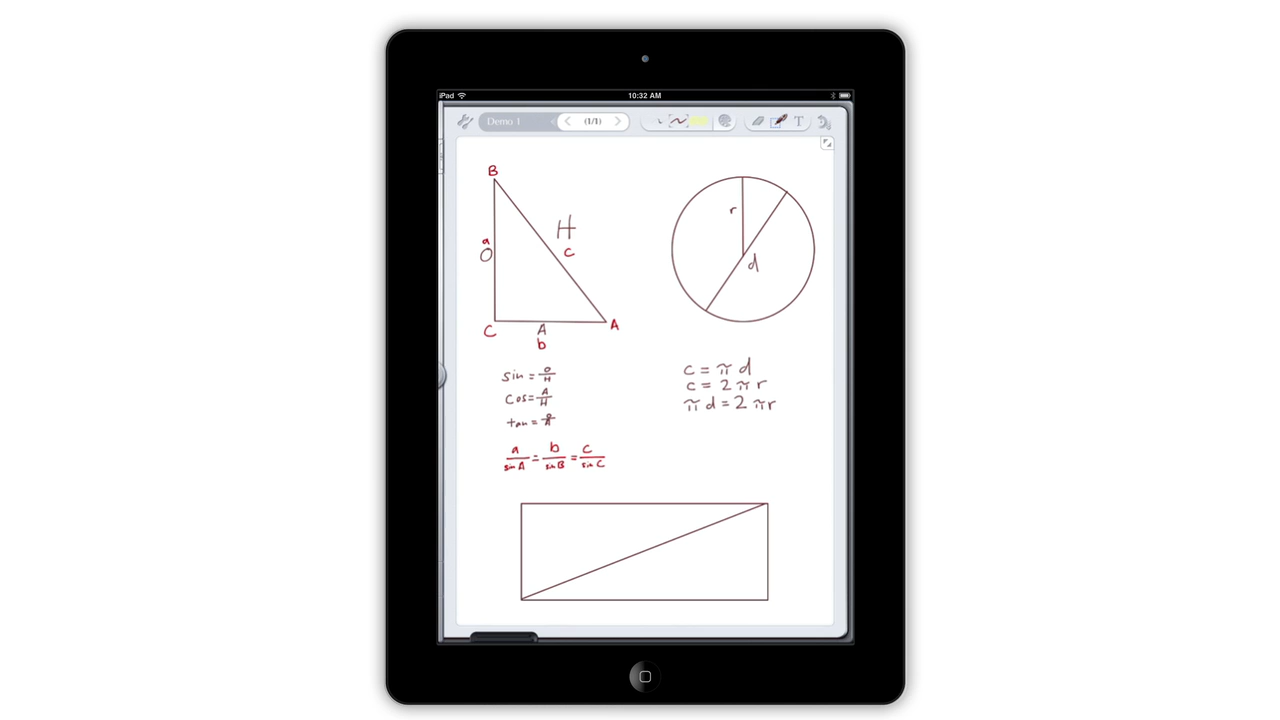 iPad 10:32 AM
Demo 1 (1/1) T
B
a
O
H
c
C
A
b
A
r
d
sin = O/H
cos = A/H
tan = O/A
a/sin A = b/sin B = c/sin C
c = π d
c = 2 π r
π d = 2 π r